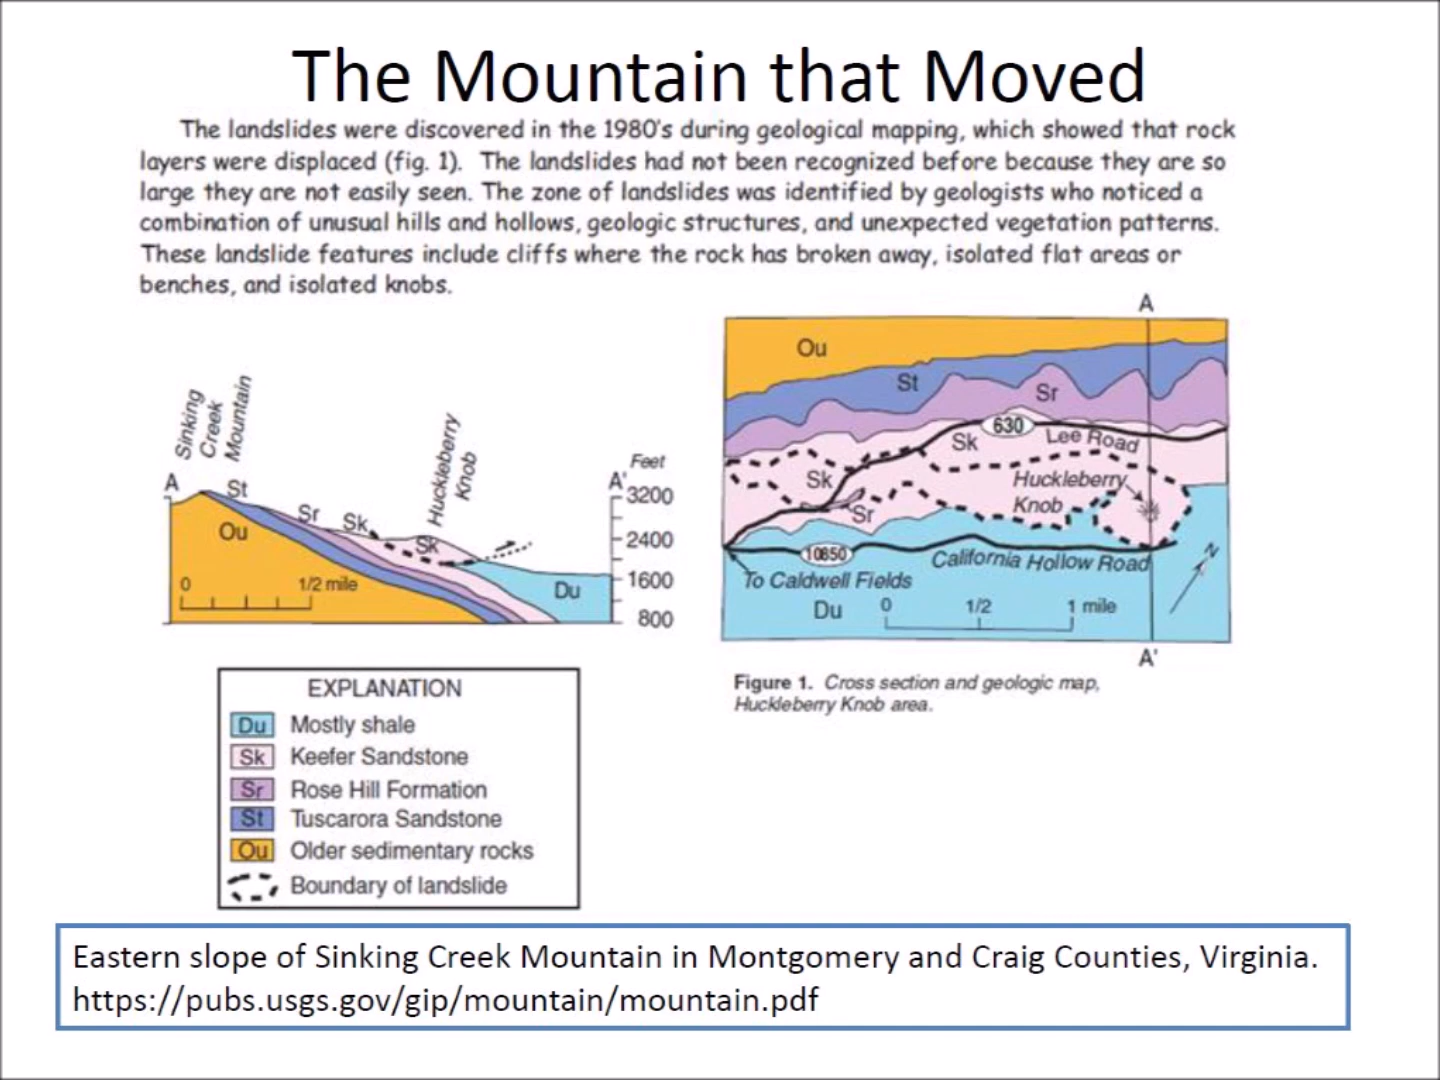 The Mountain that Moved
The landslides were discovered in the 1980's during geological mapping, which showed that rock
layers were displaced (fig. 1). The landslides had not been recognized before because they are so
large they are not easily seen. The zone of landslides was identified by geologists who noticed a
combination of unusual hills and hollows, geologic structures, and unexpected vegetation patterns.
These landslide features include cliffs where the rock has broken away, isolated flat areas or
benches, and isolated knobs.
Sinking
Creek
Mountain
Huckleberry
Knob
Feet
A
A'
St
Sr
Sk
Sk
Ou
Du
3200
2400
1600
800
0
1/2 mile
A
Ou
St
Sr
630
Lee Road
Sk
Sk
Huckleberry
Knob
Sr
10850
California Hollow Road
N
To Caldwell Fields
Du
0
1/2
1 mile
A'
Figure 1. Cross section and geologic map,
Huckleberry Knob area.
EXPLANATION
Du Mostly shale
Sk Keefer Sandstone
Sr Rose Hill Formation
St Tuscarora Sandstone
Ou Older sedimentary rocks
Boundary of landslide
Eastern slope of Sinking Creek Mountain in Montgomery and Craig Counties, Virginia.
https://pubs.usgs.gov/gip/mountain/mountain.pdf